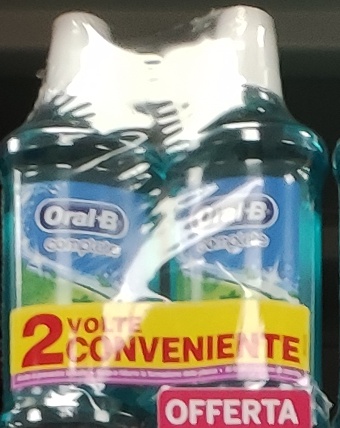 Oral-B Oral-B
complete complete
2 VOLTE
CONVENIENTE
OFFERTA